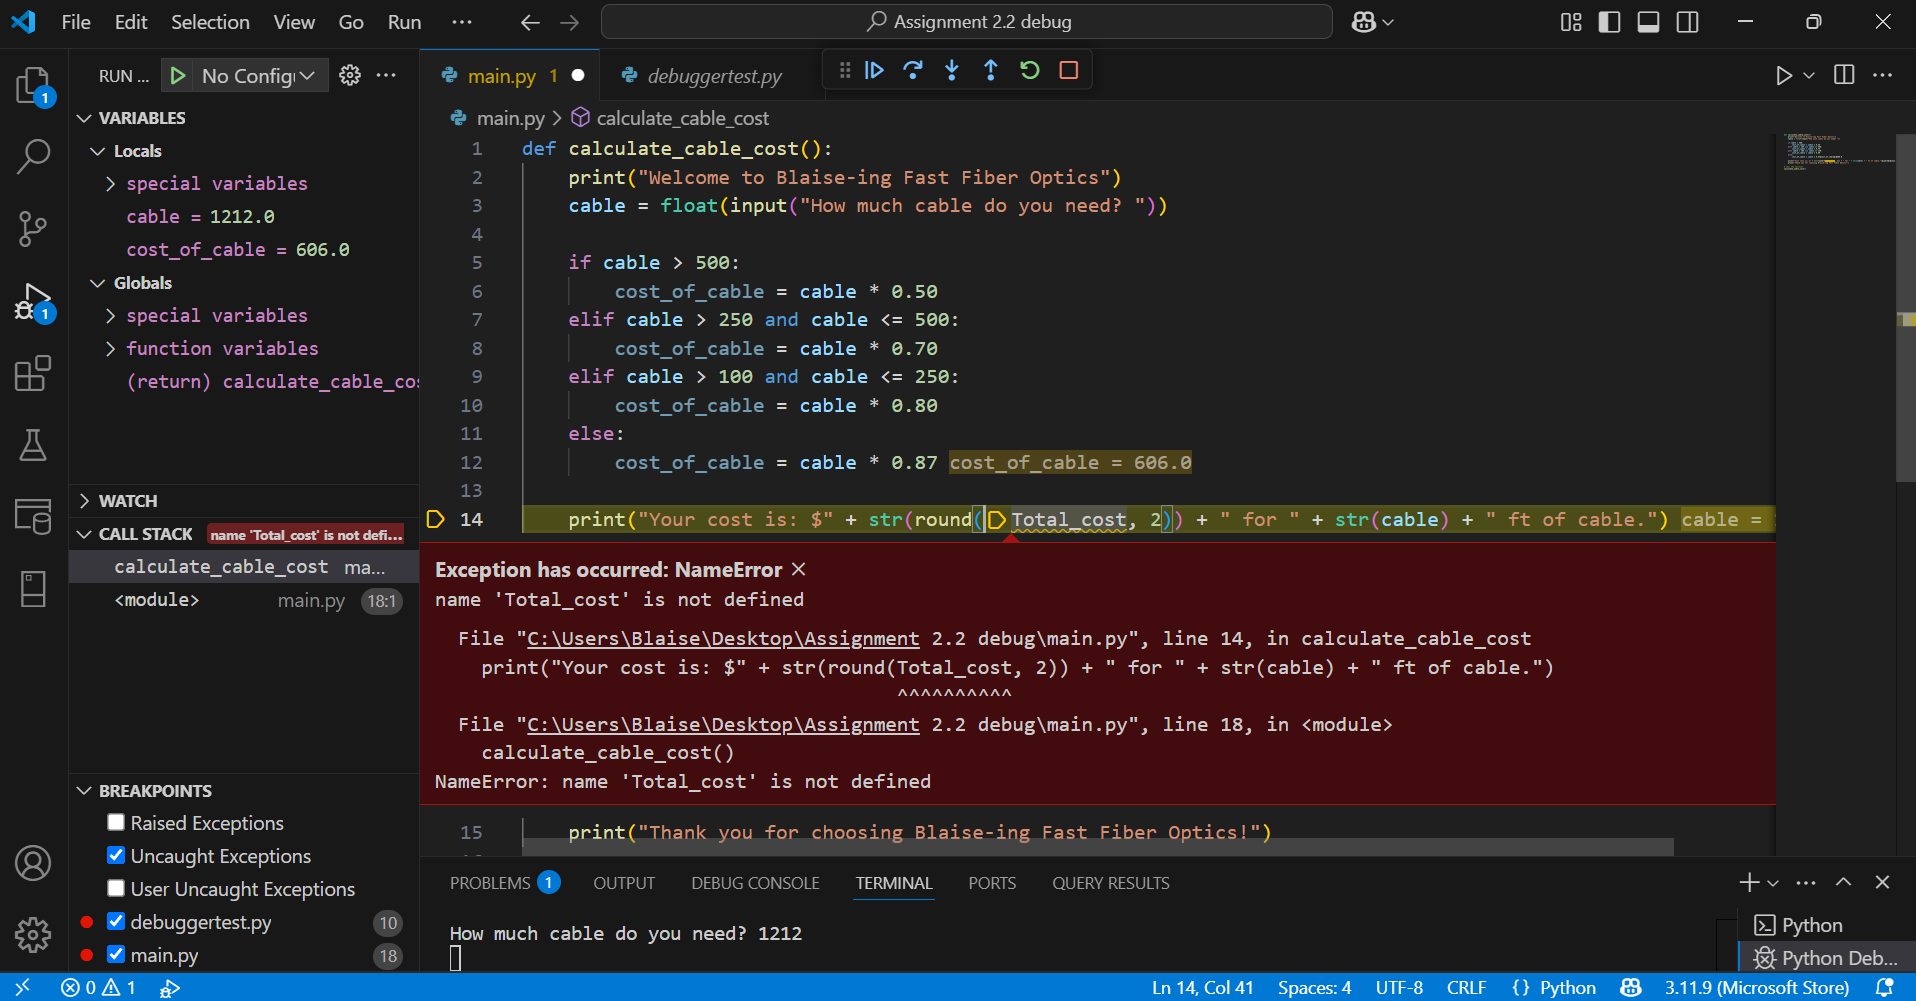 File Edit Selection View Go Run ··· Assignment 2.2 debug
RUN ... No Config
main.py 1
debuggertest.py
VARIABLES
Locals
special variables
cable = 1212.0
cost_of_cable = 606.0
Globals
special variables
function variables
(return) calculate_cable_cos
WATCH
CALL STACK name 'Total_cost' is not defi...
calculate_cable_cost ma...
<module> main.py 18:1
BREAKPOINTS
Raised Exceptions
Uncaught Exceptions
User Uncaught Exceptions
debuggertest.py 10
main.py 18
main.py > calculate_cable_cost
1 def calculate_cable_cost():
2 print("Welcome to Blaise-ing Fast Fiber Optics")
3 cable = float(input("How much cable do you need? "))
4
5 if cable > 500:
6 cost_of_cable = cable * 0.50
7 elif cable > 250 and cable <= 500:
8 cost_of_cable = cable * 0.70
9 elif cable > 100 and cable <= 250:
10 cost_of_cable = cable * 0.80
11 else:
12 cost_of_cable = cable * 0.87 cost_of_cable = 606.0
13
14 print("Your cost is: $" + str(round(Total_cost, 2)) + " for " + str(cable) + " ft of cable.") cable =
Exception has occurred: NameError ×
name 'Total_cost' is not defined
File "C:\Users\Blaise\Desktop\Assignment 2.2 debug\main.py", line 14, in calculate_cable_cost
print("Your cost is: $" + str(round(Total_cost, 2)) + " for " + str(cable) + " ft of cable.")
^^^^^^^^^^
File "C:\Users\Blaise\Desktop\Assignment 2.2 debug\main.py", line 18, in <module>
calculate_cable_cost()
NameError: name 'Total_cost' is not defined
15 print("Thank you for choosing Blaise-ing Fast Fiber Optics!")
PROBLEMS 1 OUTPUT DEBUG CONSOLE TERMINAL PORTS QUERY RESULTS
How much cable do you need? 1212
Python
Python Deb...
0 1 Ln 14, Col 41 Spaces: 4 UTF-8 CRLF {} Python 3.11.9 (Microsoft Store)
1
1